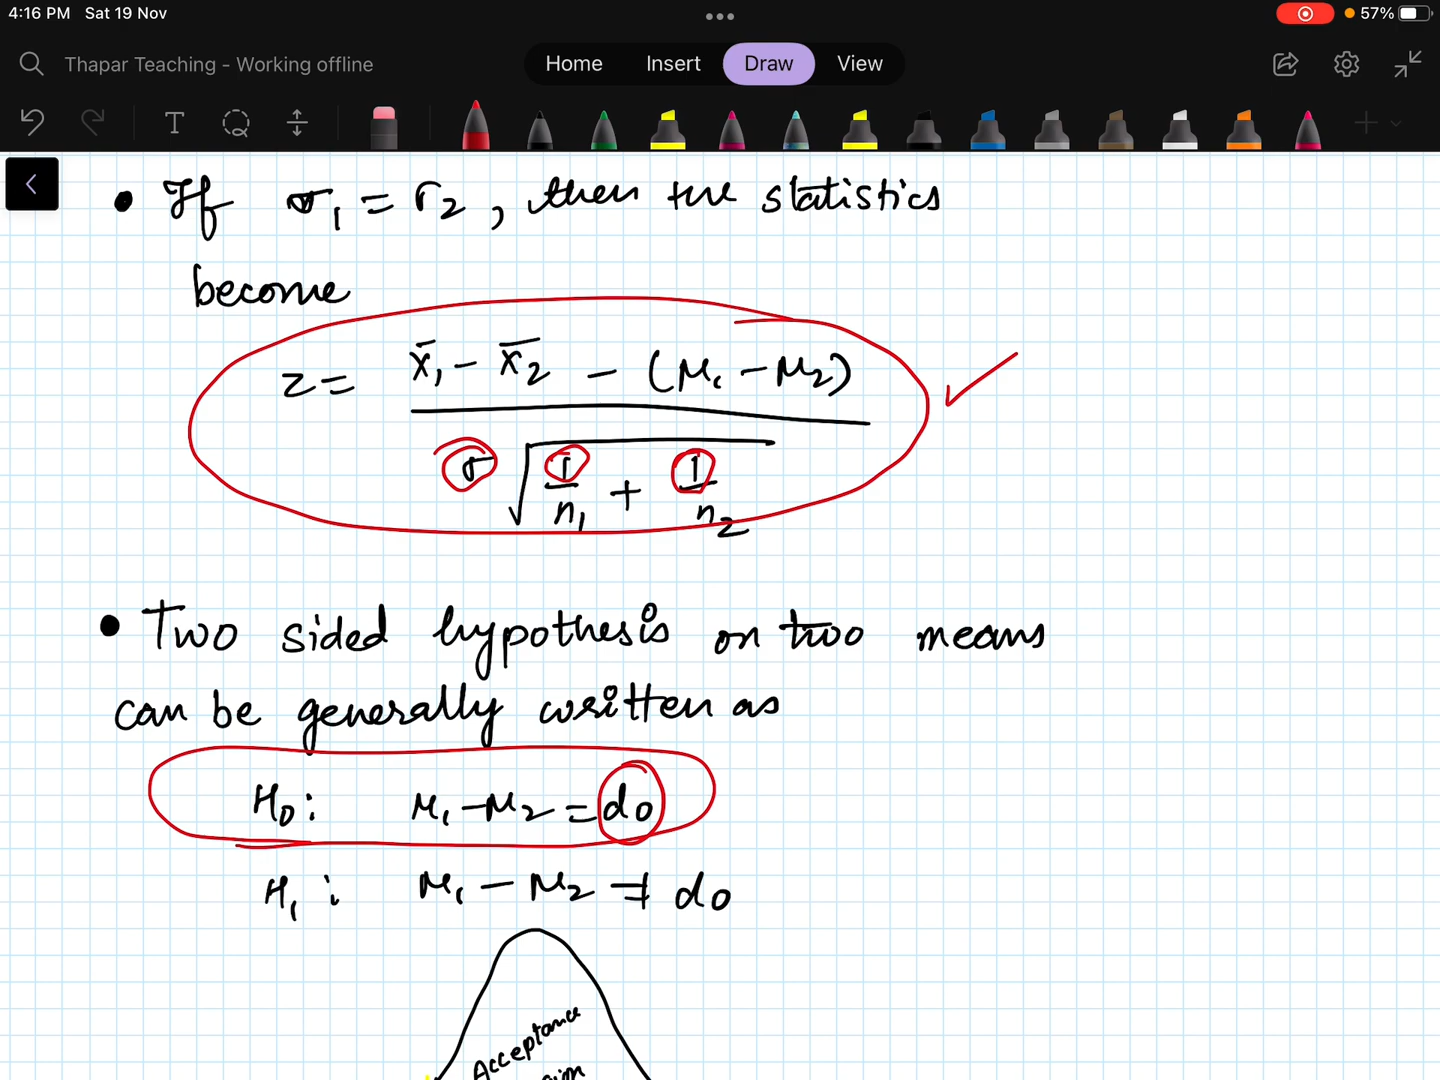 4:16 PM Sat 19 Nov
57%
Thapar Teaching - Working offline
Home Insert Draw View
T
• If σ1 = σ2, then the statistics
become
z = x̄1 - x̄2 - (μ1 - μ2)
σ √ 1/n1 + 1/n2
• Two sided hypothesis on two means
can be generally written as
H0 : μ1 - μ2 = d0
H1 : μ1 - μ2 ≠ d0
Acceptance